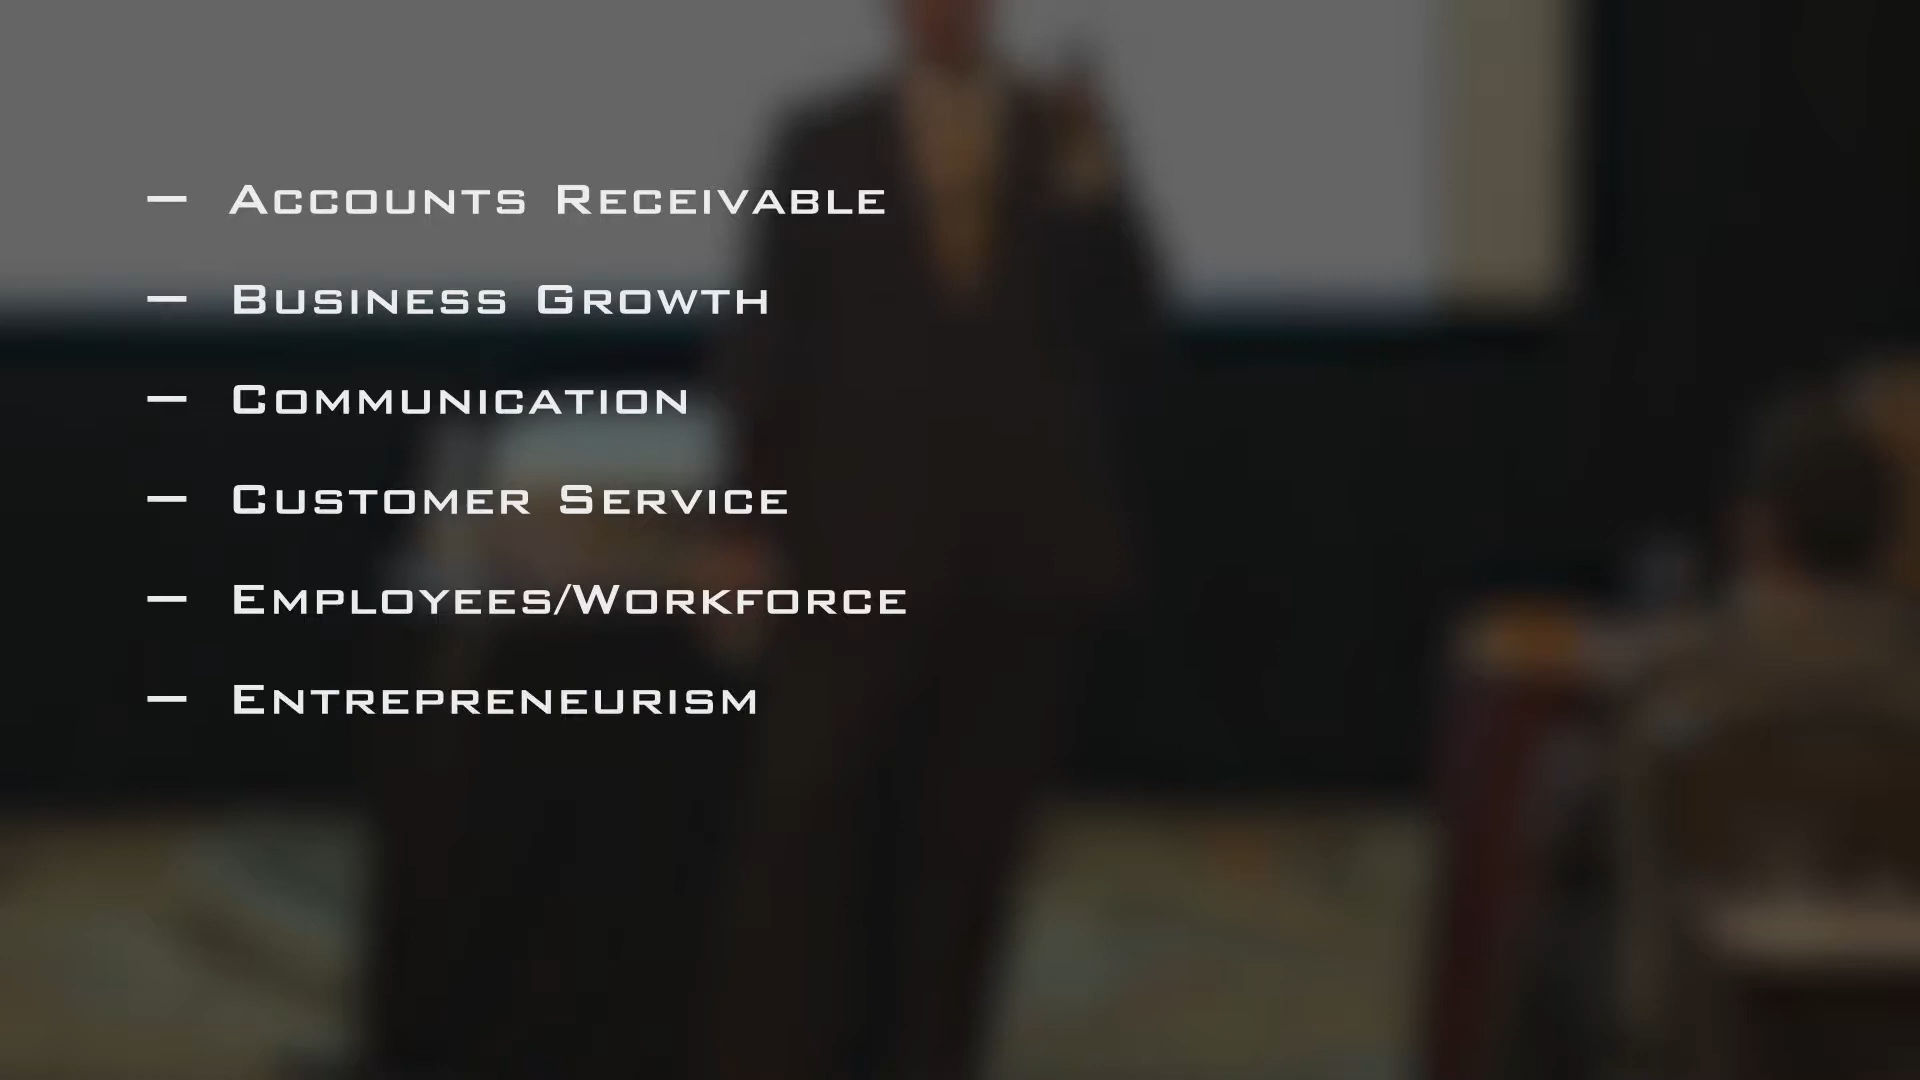 — Accounts Receivable
— Business Growth
— Communication
— Customer Service
— Employees/Workforce
— Entrepreneurism